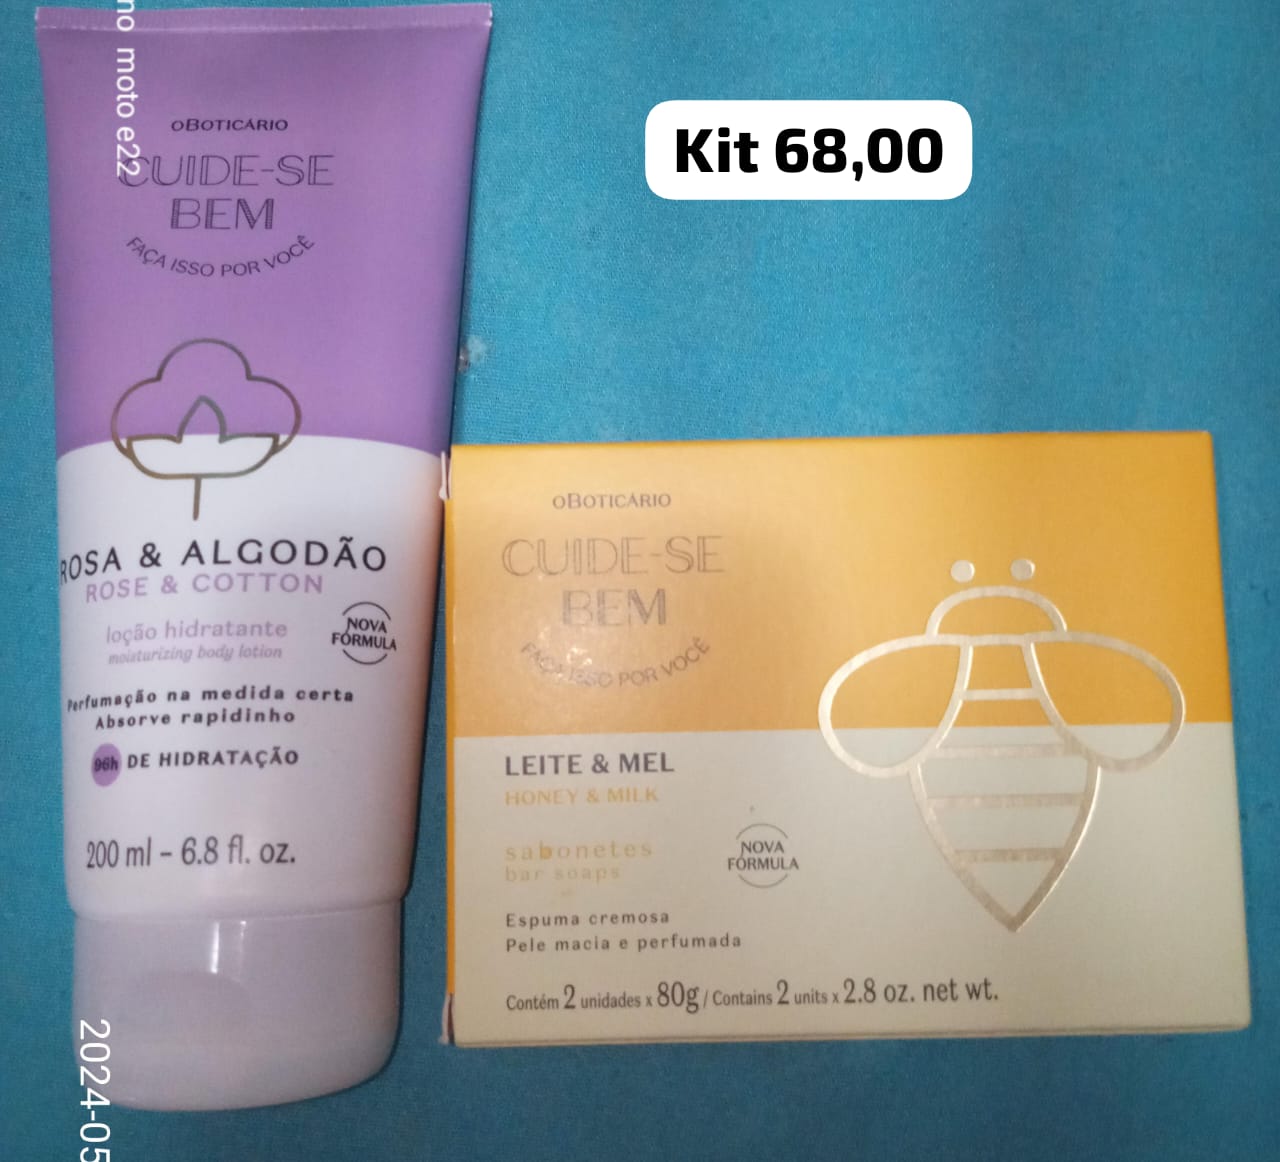 no moto e22
oBOTICÁRIO
CUIDE-SE
BEM
FAÇA ISSO POR VOCÊ
ROSA & ALGODÃO
ROSE & COTTON
loção hidratante
moisturizing body lotion
NOVA
FÓRMULA
Perfumação na medida certa
Absorve rapidinho
96h DE HIDRATAÇÃO
200 ml – 6.8 fl. oz.
2024-05
Kit 68,00
oBOTICÁRIO
CUIDE-SE
BEM
FAÇA ISSO POR VOCÊ
LEITE & MEL
HONEY & MILK
sabonetes
bar soaps
NOVA
FÓRMULA
Espuma cremosa
Pele macia e perfumada
Contém 2 unidades x 80g / Contains 2 units x 2.8 oz. net wt.